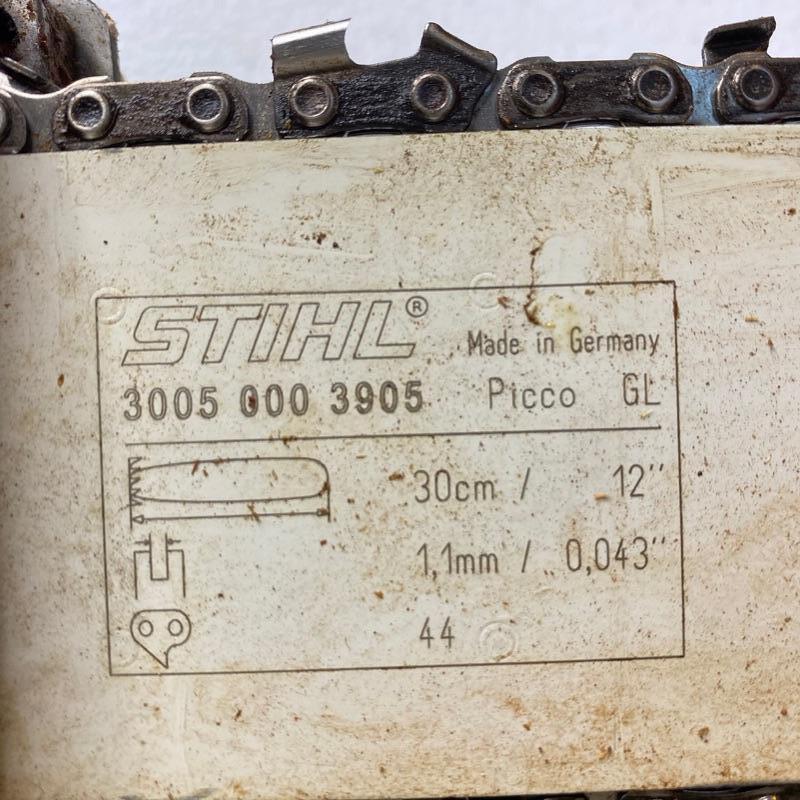 STIHL®
Made in Germany
3005 000 3905 Picco GL
30cm / 12"
1,1mm / 0,043"
44